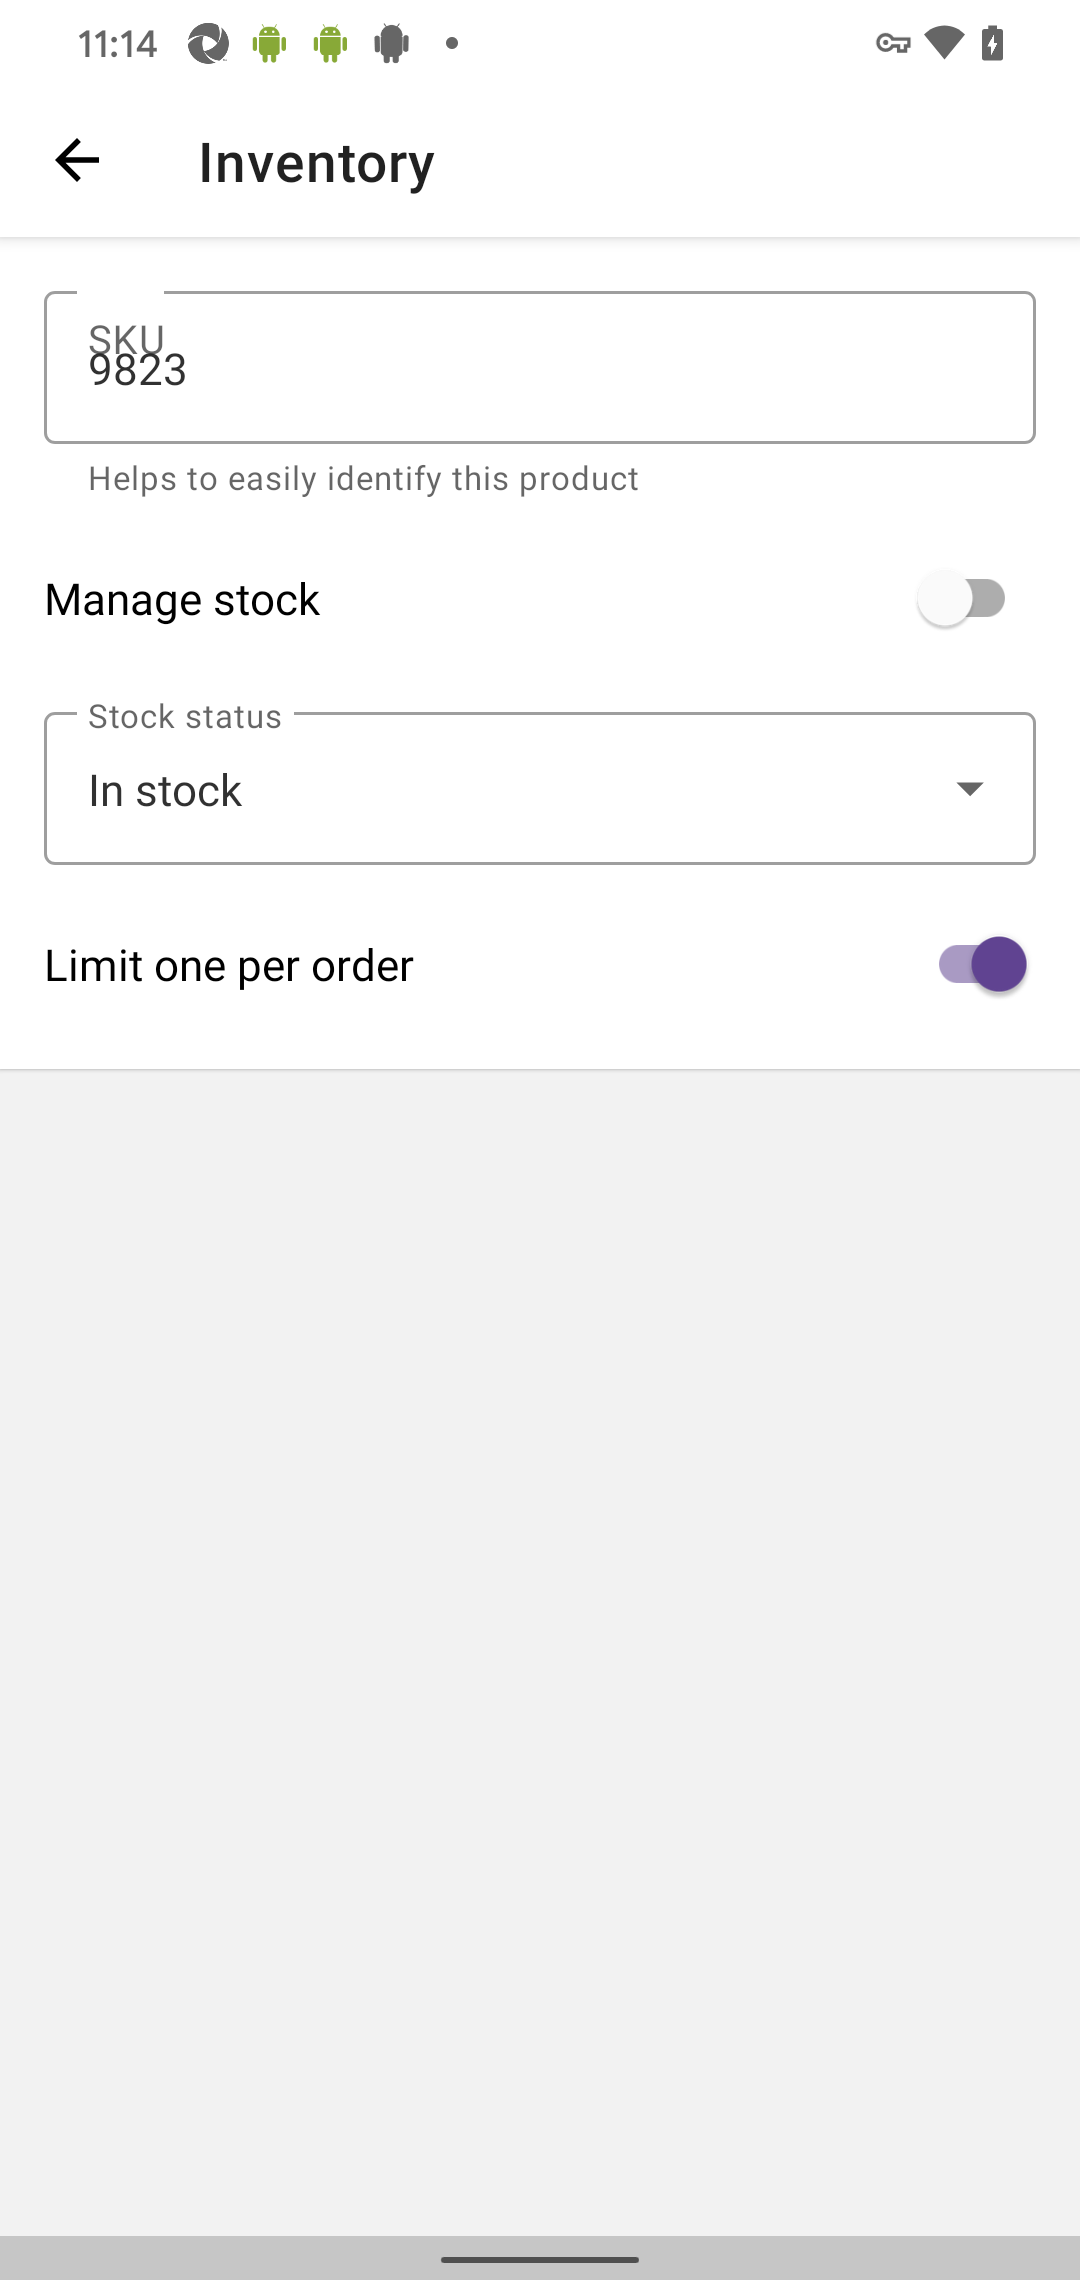 11:14
Inventory
SKU
9823
Helps to easily identify this product
Manage stock
Stock status
In stock
Limit one per order